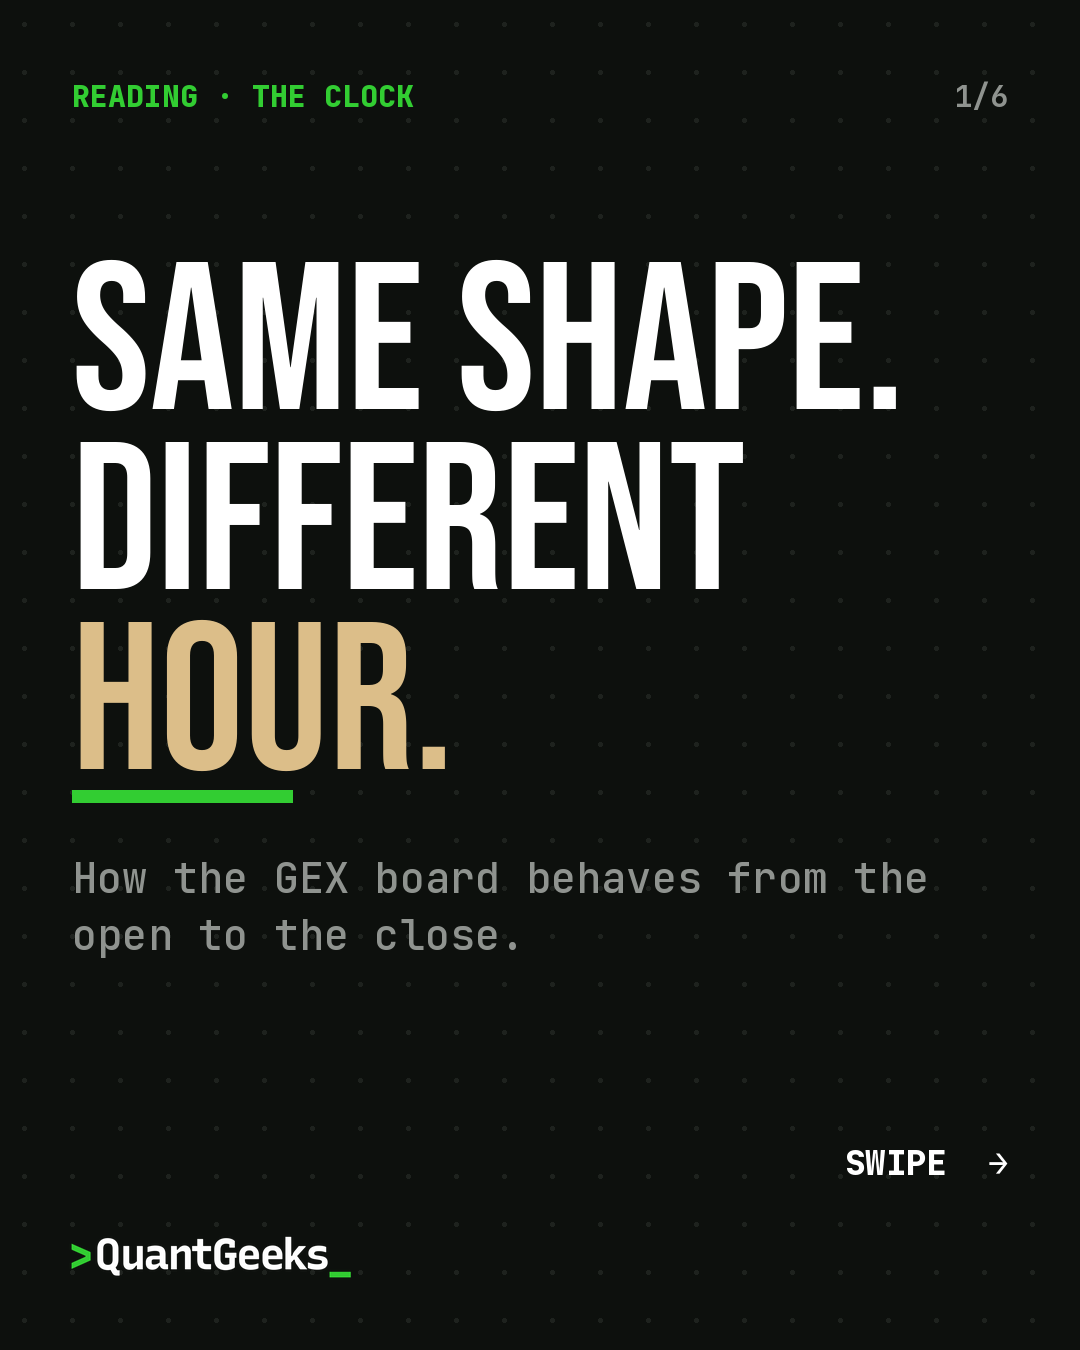 READING · THE CLOCK
1/6
SAME SHAPE.
DIFFERENT
HOUR.
How the GEX board behaves from the
open to the close.
SWIPE →
>QuantGeeks_